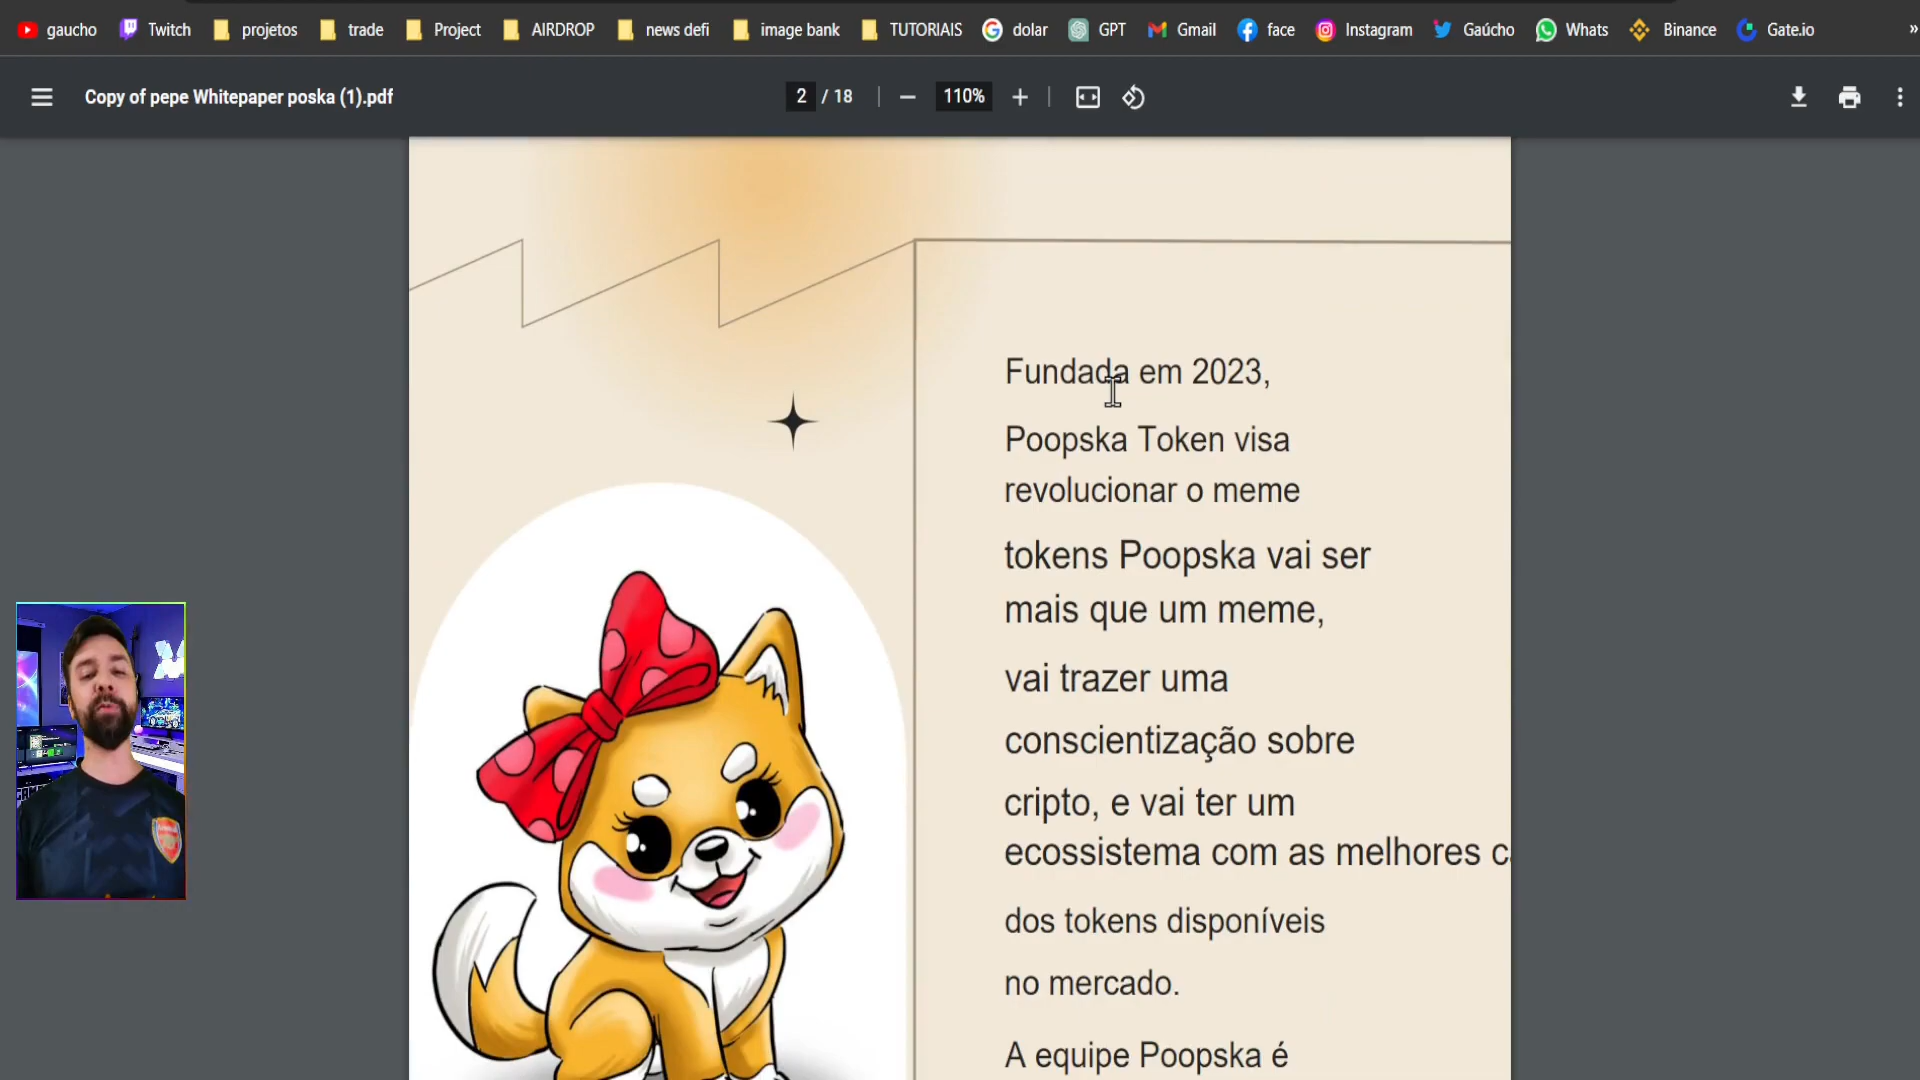 gaucho Twitch projetos trade Project AIRDROP news defi image bank TUTORIAIS dolar GPT Gmail face Instagram Gaúcho Whats Binance Gate.io »
Copy of pepe Whitepaper poska (1).pdf 2 / 18 110%
Fundada em 2023,
Poopska Token visa
revolucionar o meme
tokens Poopska vai ser
mais que um meme,
vai trazer uma
conscientização sobre
cripto, e vai ter um
ecossistema com as melhores
dos tokens disponíveis
no mercado.
A equipe Poopska é